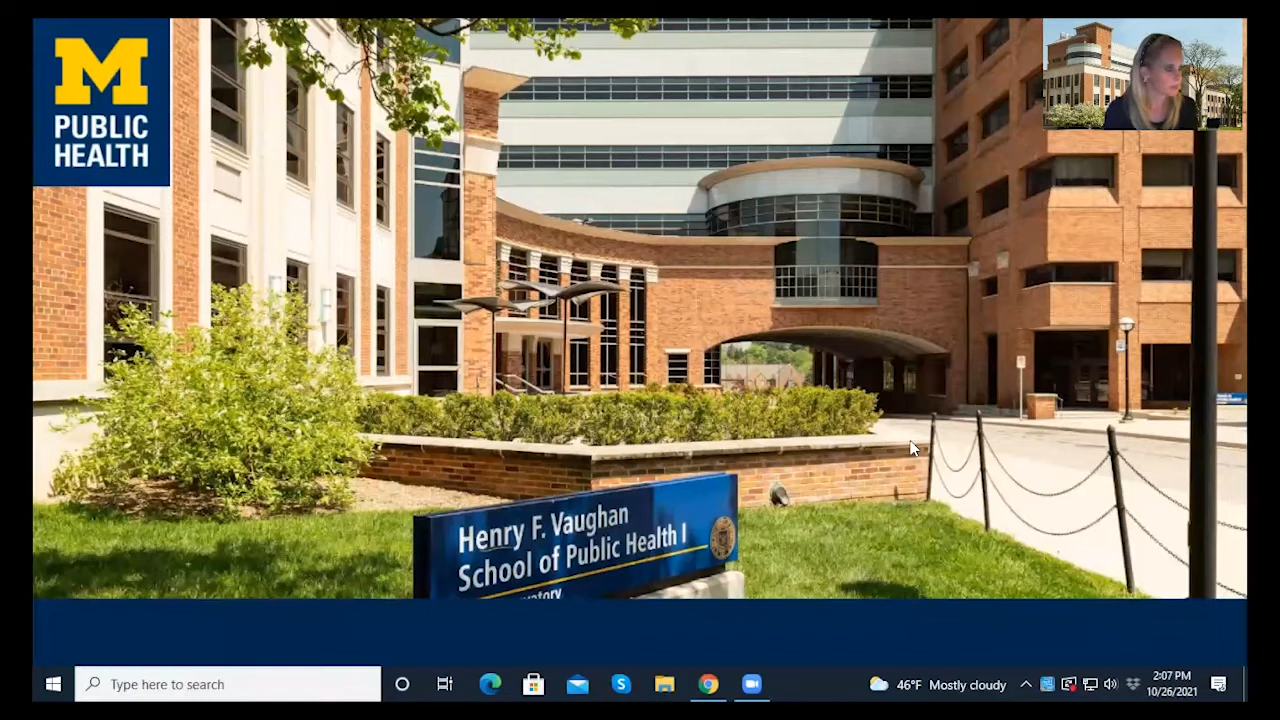 M
PUBLIC
HEALTH
Henry F. Vaughan
School of Public Health I
Type here to search
46°F Mostly cloudy
2:07 PM
10/26/2021